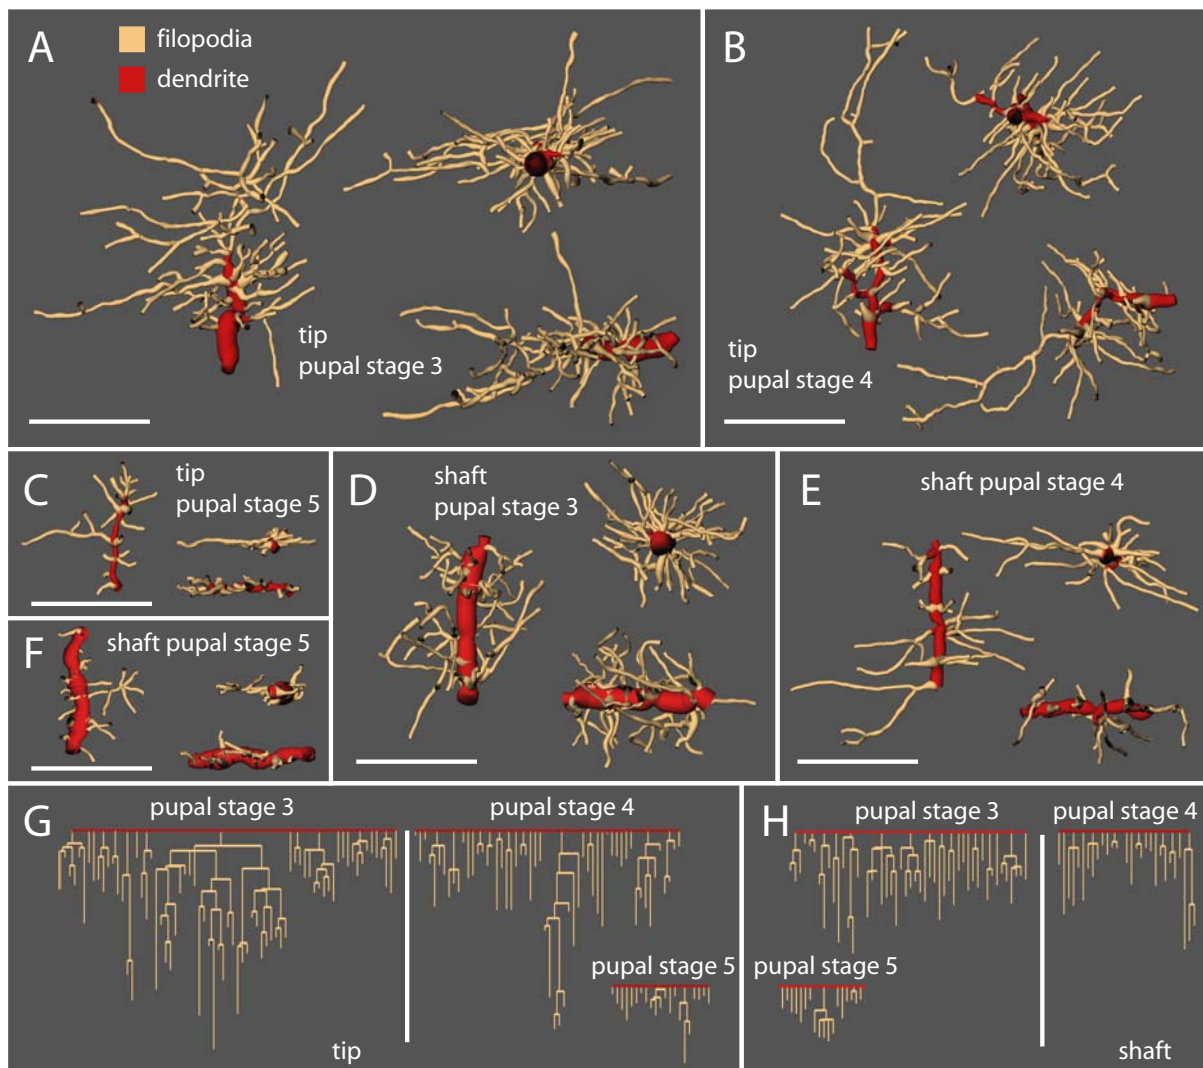 A
filopodia
dendrite
tip
pupal stage 3
B
tip
pupal stage 4
C
tip
pupal stage 5
D
shaft
pupal stage 3
E
shaft pupal stage 4
F
shaft pupal stage 5
G
pupal stage 3
pupal stage 4
pupal stage 5
tip
H
pupal stage 3
pupal stage 4
pupal stage 5
shaft